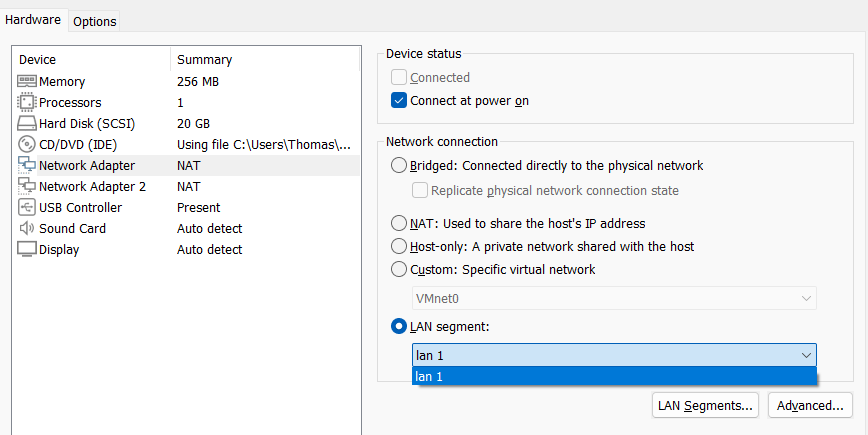 Hardware
Options
Device Summary
Memory 256 MB
Processors 1
Hard Disk (SCSI) 20 GB
CD/DVD (IDE) Using file C:\Users\Thomas\...
Network Adapter NAT
Network Adapter 2 NAT
USB Controller Present
Sound Card Auto detect
Display Auto detect
Device status
Connected
Connect at power on
Network connection
Bridged: Connected directly to the physical network
Replicate physical network connection state
NAT: Used to share the host's IP address
Host-only: A private network shared with the host
Custom: Specific virtual network
VMnet0
LAN segment:
lan 1
lan 1
LAN Segments... Advanced...